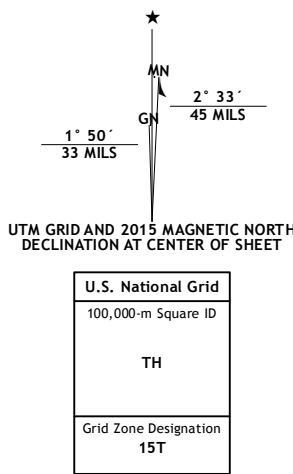 ★
MN
GN
2° 33´
45 MILS
1° 50´
33 MILS
UTM GRID AND 2015 MAGNETIC NORTH
DECLINATION AT CENTER OF SHEET
U.S. National Grid
100,000-m Square ID
TH
Grid Zone Designation
15T